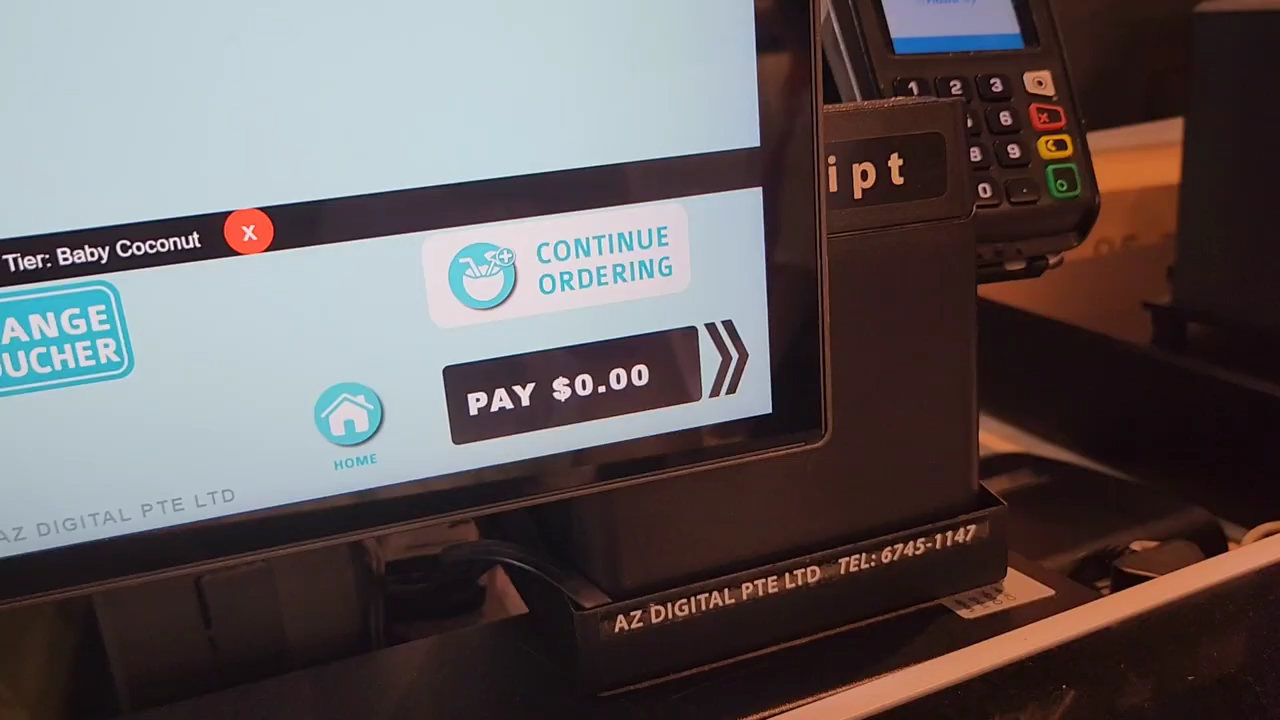 1 2 3
6
8 9
0
ipt
Tier: Baby Coconut X
CONTINUE
ORDERING
ANGE
UCHER
PAY $0.00
HOME
AZ DIGITAL PTE LTD
AZ DIGITAL PTE LTD TEL: 6745-1147